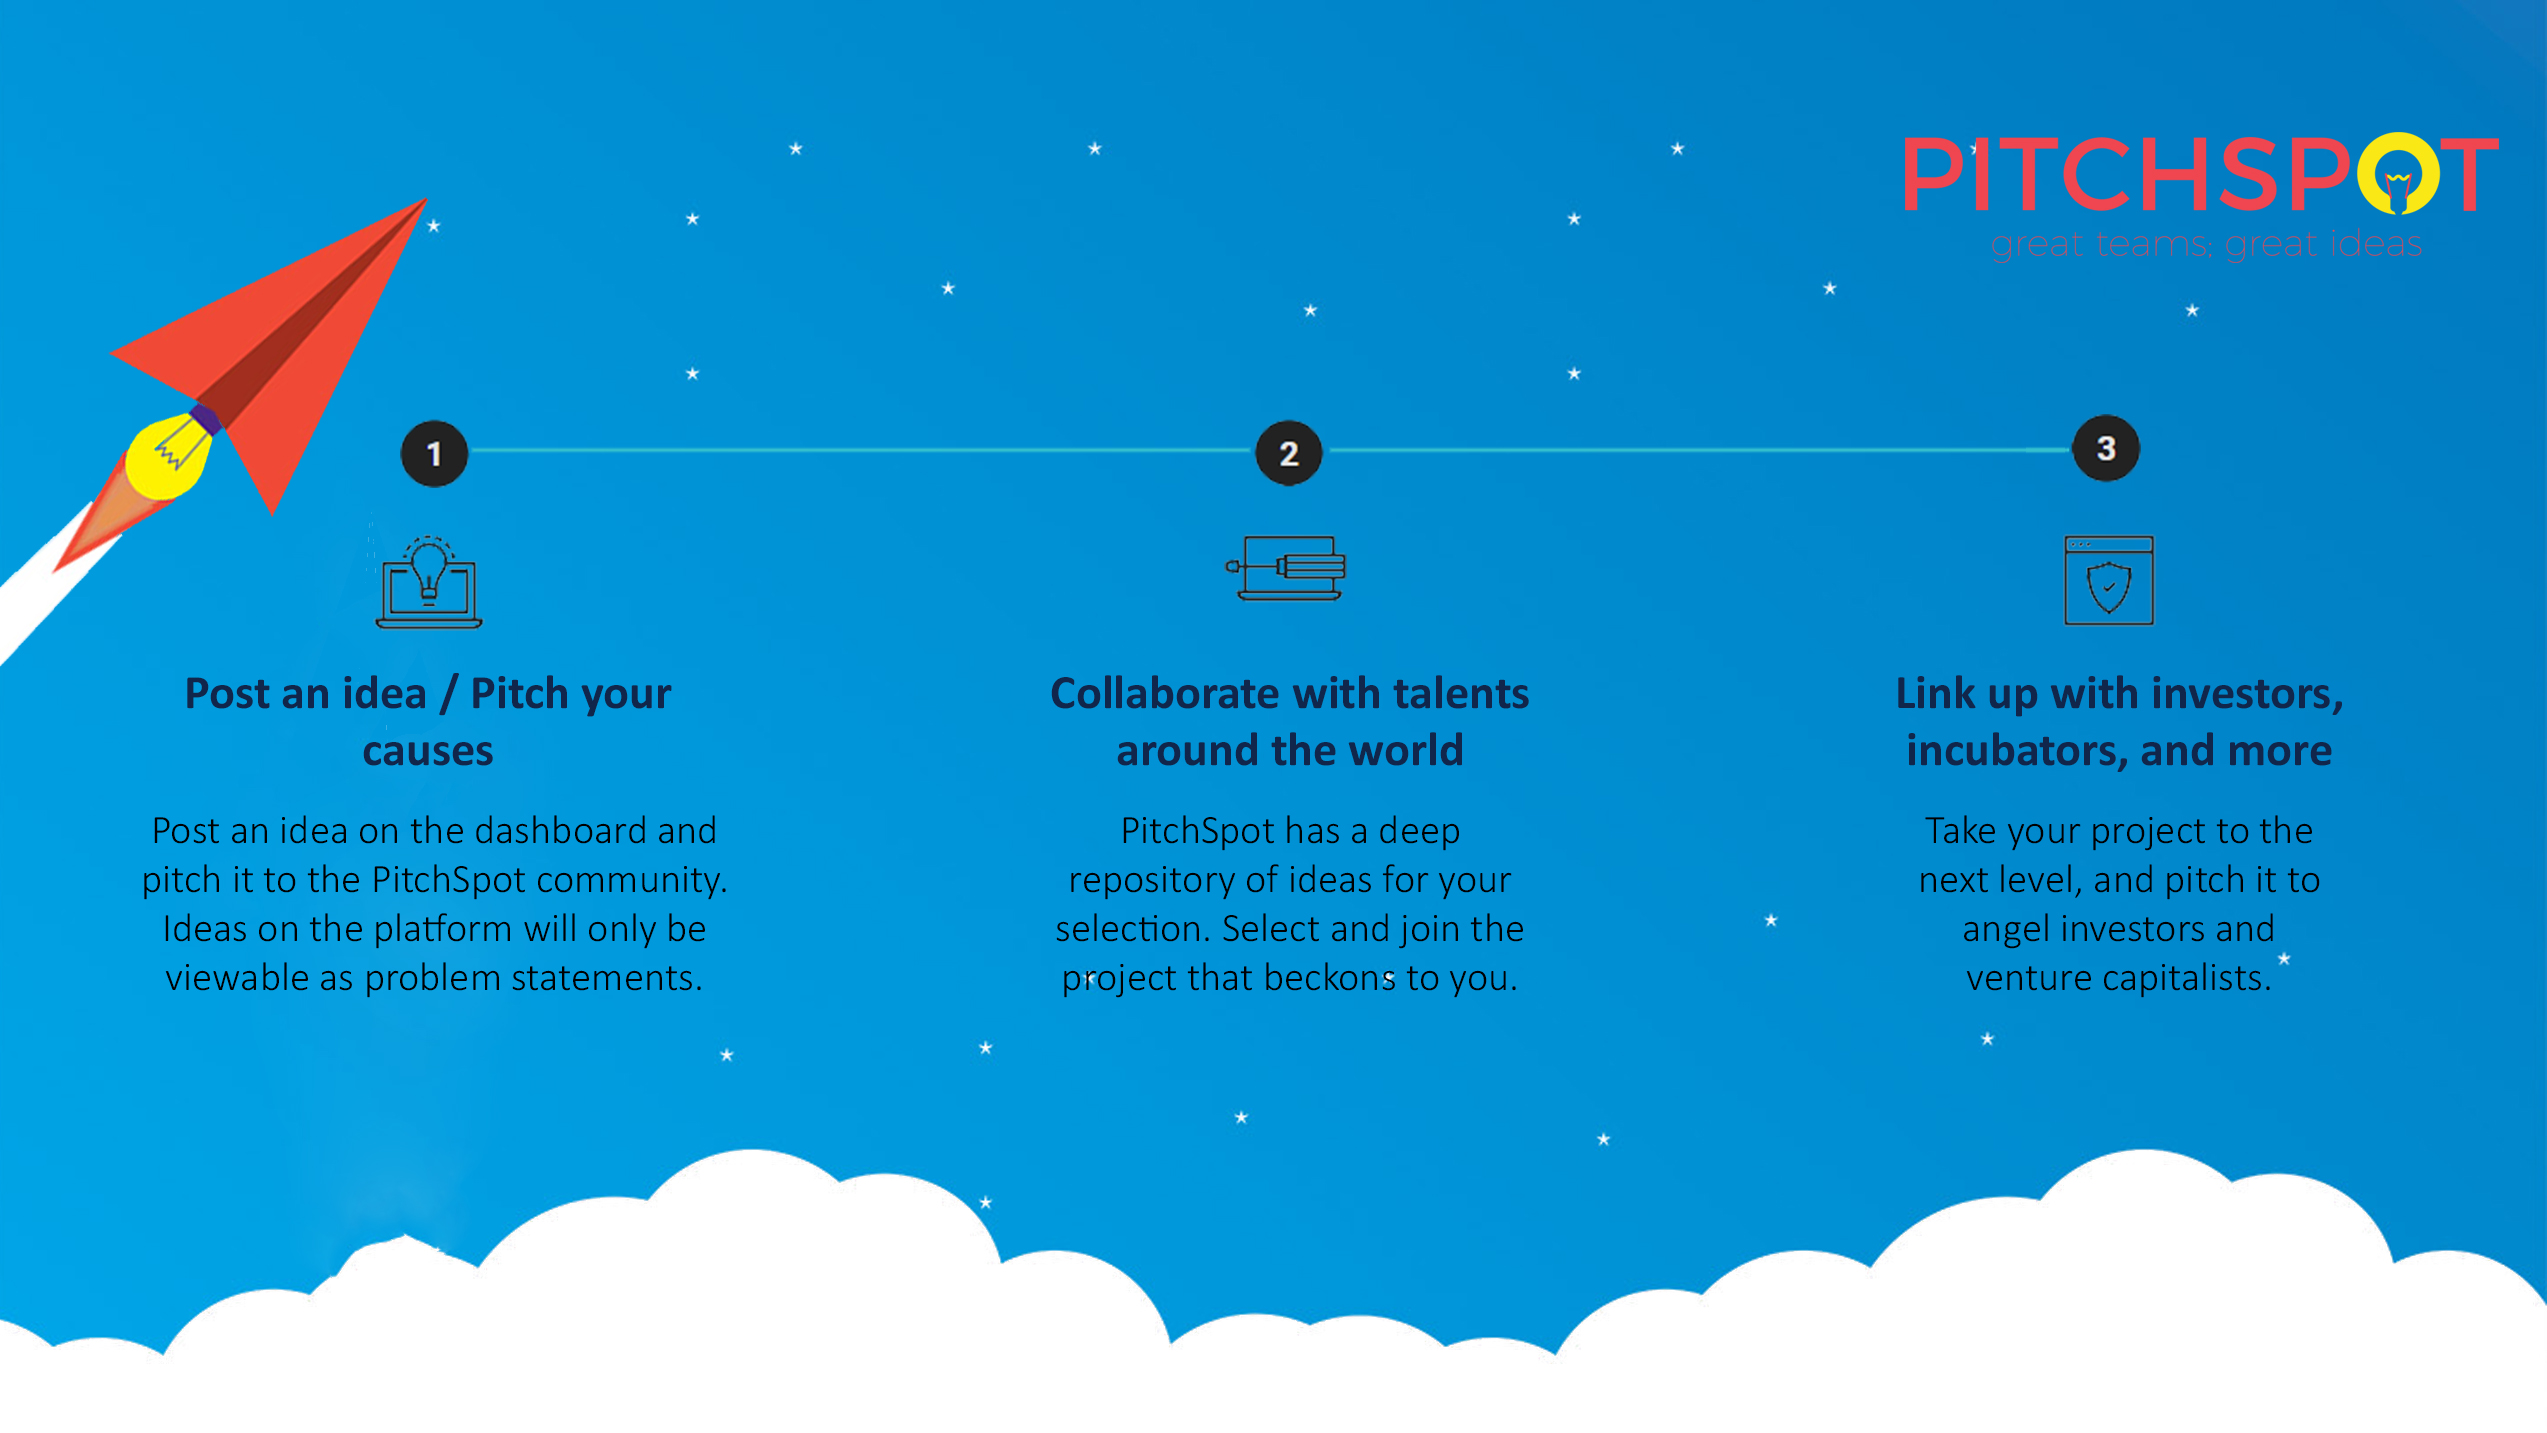 PITCHSPOT
great teams; great ideas
1
2
3
Post an idea / Pitch your
causes
Post an idea on the dashboard and
pitch it to the PitchSpot community.
Ideas on the platform will only be
viewable as problem statements.
Collaborate with talents
around the world
PitchSpot has a deep
repository of ideas for your
selection. Select and join the
project that beckons to you.
Link up with investors,
incubators, and more
Take your project to the
next level, and pitch it to
angel investors and
venture capitalists.